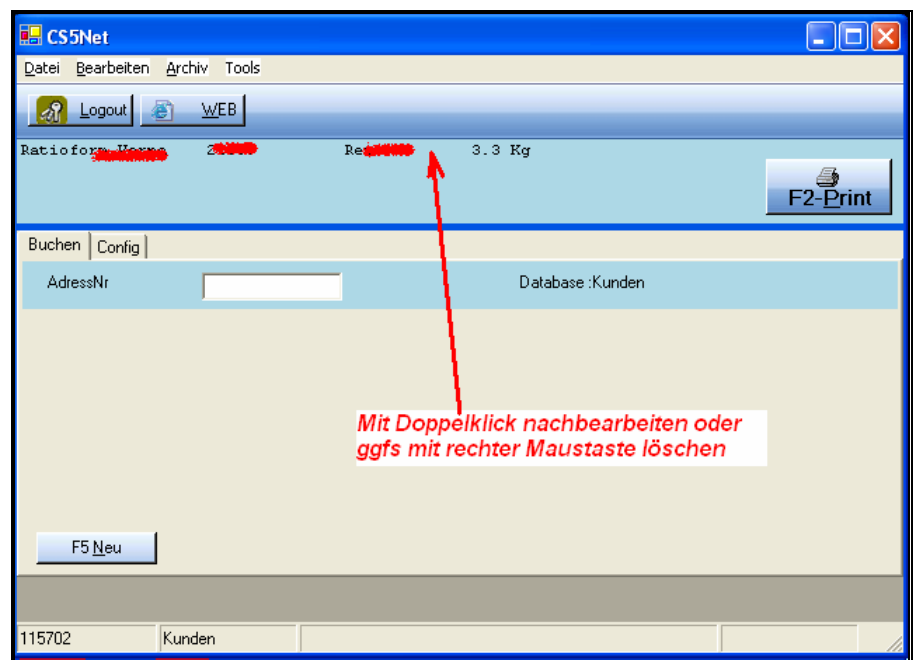 CS5Net
Datei Bearbeiten Archiv Tools
Logout WEB
3.3 Kg
F2-Print
Buchen Config
AdressNr Database :Kunden
Mit Doppelklick nachbearbeiten oder
ggfs mit rechter Maustaste löschen
F5 Neu
115702 Kunden